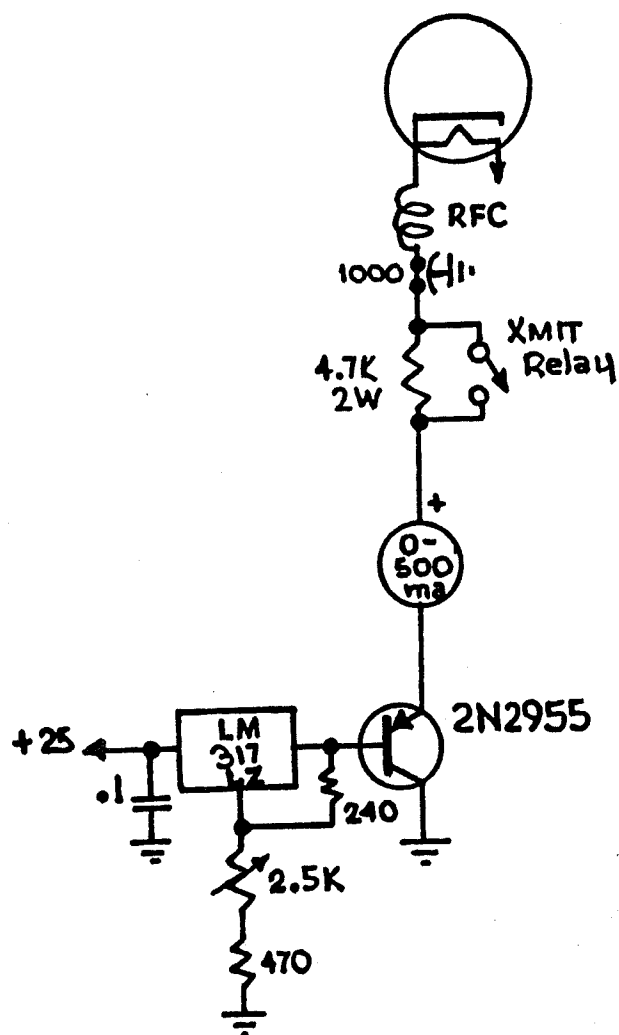 RFC
1000
XMIT
Relay
4.7K
2W
+
0-
500
ma
2N2955
+25
LM
317
LZ
.1
240
2.5K
470